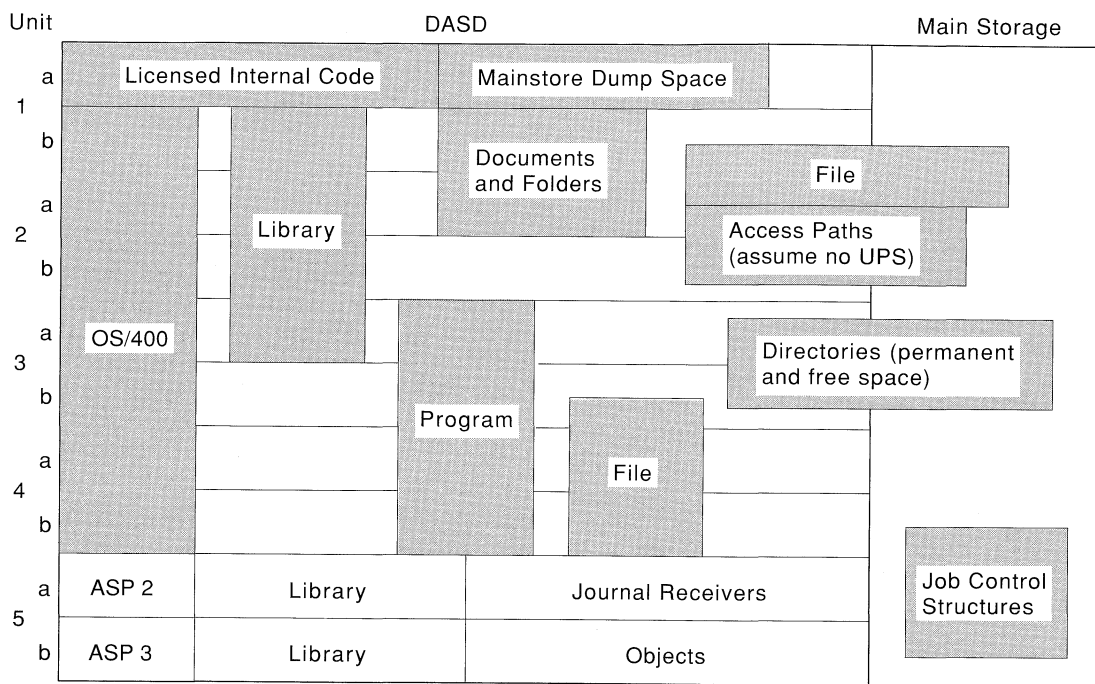 Unit
DASD
Main Storage
a
Licensed Internal Code
Mainstore Dump Space
1
b
Documents
and Folders
File
a
Library
Access Paths
(assume no UPS)
2
b
a
OS/400
Directories (permanent
and free space)
3
b
Program
a
File
4
b
Job Control
Structures
a
ASP 2
Library
Journal Receivers
5
b
ASP 3
Library
Objects